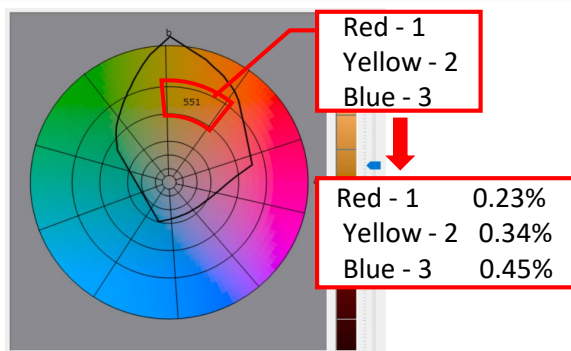 b
551
Red - 1
Yellow - 2
Blue - 3
Red - 1 0.23%
Yellow - 2 0.34%
Blue - 3 0.45%